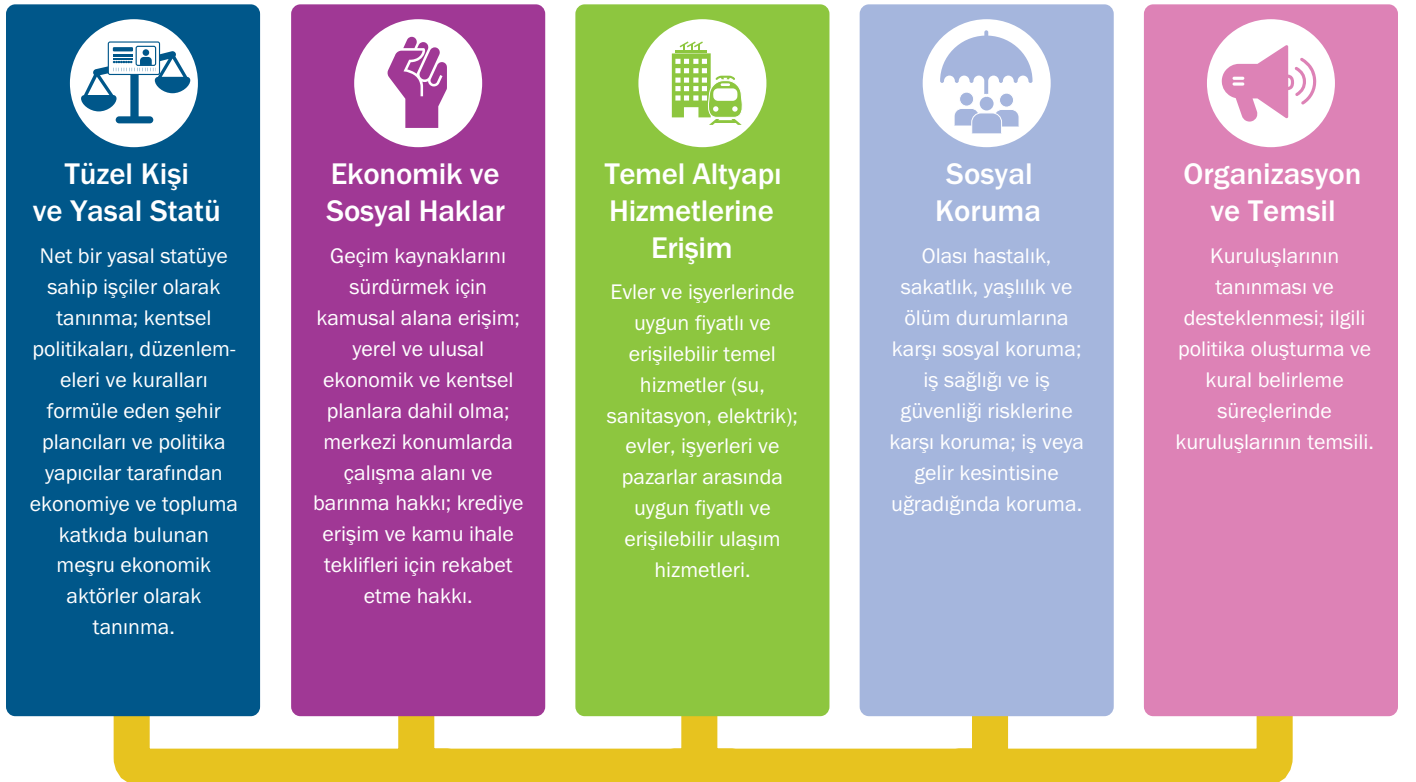 Tüzel Kişi
ve Yasal Statü
Net bir yasal statüye
sahip işçiler olarak
tanınma; kentsel
politikaları, düzenlem-
eleri ve kuralları
formüle eden şehir
plancıları ve politika
yapıcılar tarafından
ekonomiye ve topluma
katkıda bulunan
meşru ekonomik
aktörler olarak
tanınma.
Ekonomik ve
Sosyal Haklar
Geçim kaynaklarını
sürdürmek için
kamusal alana erişim;
yerel ve ulusal
ekonomik ve kentsel
planlara dahil olma;
merkezi konumlarda
çalışma alanı ve
barınma hakkı; krediye
erişim ve kamu ihale
teklifleri için rekabet
etme hakkı.
Temel Altyapı
Hizmetlerine
Erişim
Evler ve işyerlerinde
uygun fiyatlı ve
erişilebilir temel
hizmetler (su,
sanitasyon, elektrik);
evler, işyerleri ve
pazarlar arasında
uygun fiyatlı ve
erişilebilir ulaşım
hizmetleri.
Sosyal
Koruma
Olası hastalık,
sakatlık, yaşlılık ve
ölüm durumlarına
karşı sosyal koruma;
iş sağlığı ve iş
güvenliği risklerine
karşı koruma; iş veya
gelir kesintisine
uğradığında koruma.
Organizasyon
ve Temsil
Kuruluşlarının
tanınması ve
desteklenmesi; ilgili
politika oluşturma ve
kural belirleme
süreçlerinde
kuruluşlarının temsili.